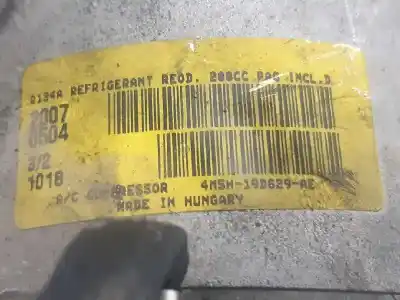 R134A REFRIGERANT REQD. 200CC PAG INCL.D
2007
0504
3/2
1018
A/C COMPRESSOR 4M5H-19D629-AE
MADE IN HUNGARY